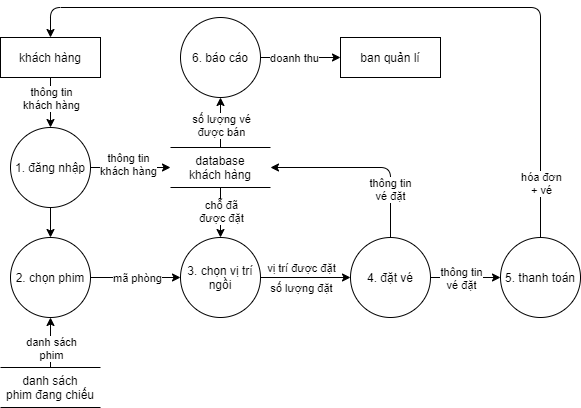 khách hàng
6. báo cáo
doanh thu
ban quản lí
thông tin
khách hàng
số lượng vé
được bán
1. đăng nhập
thông tin
khách hàng
database
khách hàng
thông tin
vé đặt
hóa đơn
+ vé
chỗ đã
được đặt
2. chọn phim
mã phòng
3. chọn vị trí
ngồi
vị trí được đặt
số lượng đặt
4. đặt vé
thông tin
vé đặt
5. thanh toán
danh sách
phim
danh sách
phim đang chiếu